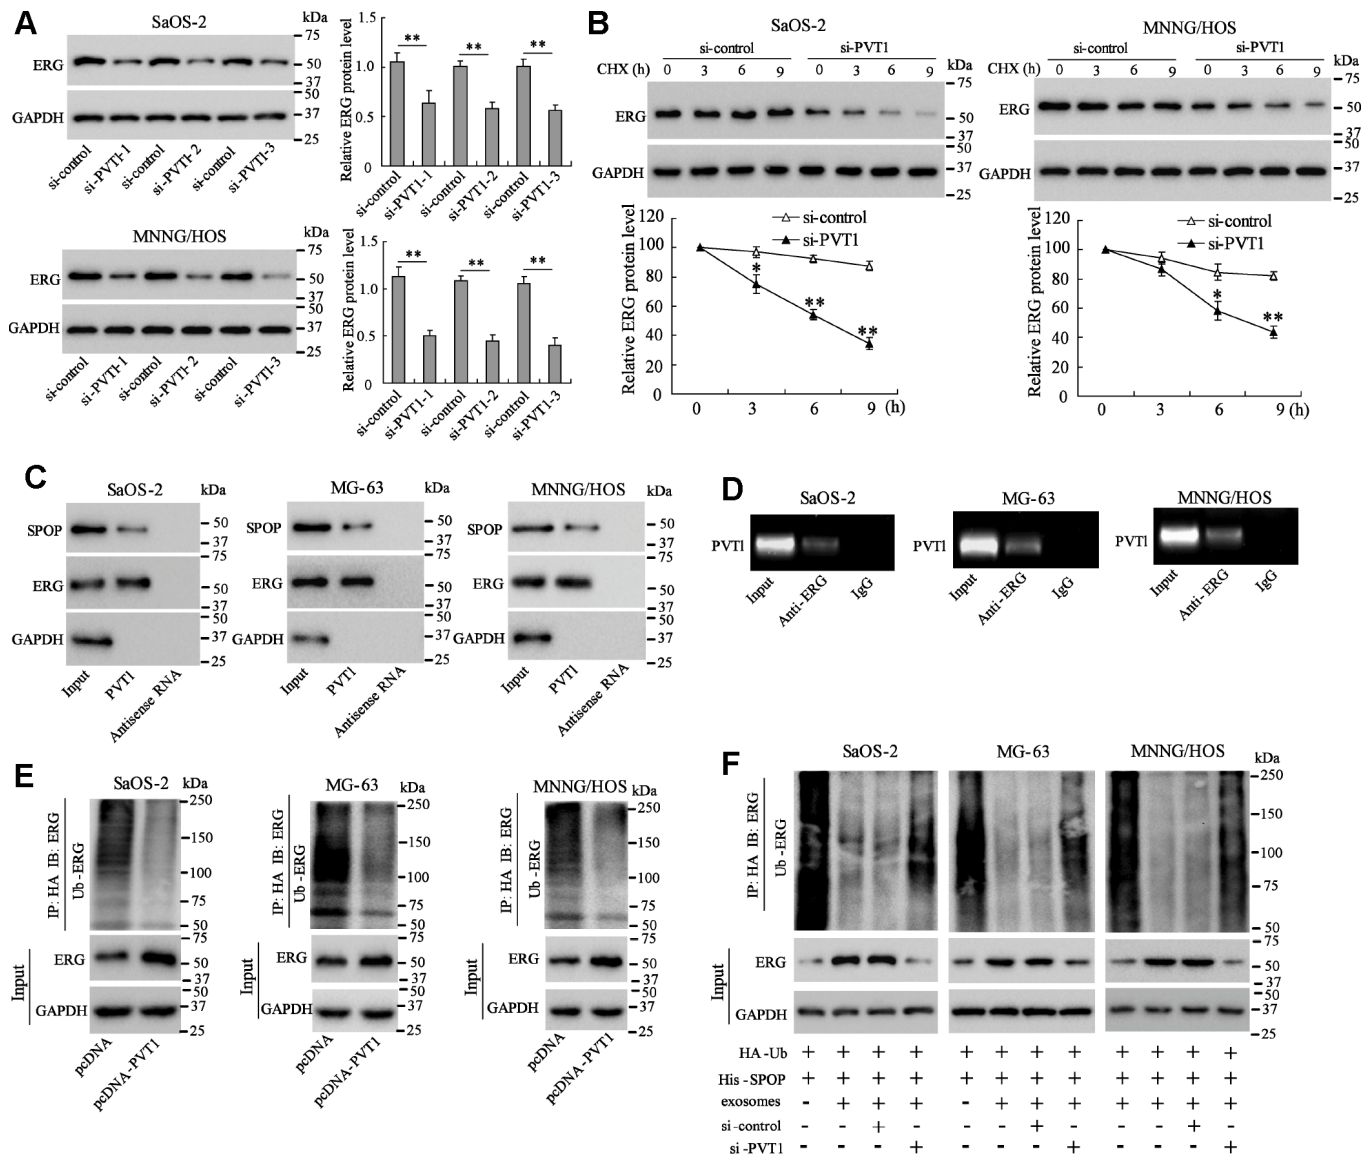 A
SaOS-2
kDa
ERG
GAPDH
75
50
37
50
37
25
si-control
si-PVT1-1
si-control
si-PVT1-2
si-control
si-PVT1-3
Relative ERG protein level
1.5
1.0
0.5
0
** ** **
si-control
si-PVT1-1
si-control
si-PVT1-2
si-control
si-PVT1-3
MNNG/HOS
kDa
ERG
GAPDH
75
50
37
50
37
25
si-control
si-PVT1-1
si-control
si-PVT1-2
si-control
si-PVT1-3
Relative ERG protein level
1.5
1.0
0.5
0
** ** **
si-control
si-PVT1-1
si-control
si-PVT1-2
si-control
si-PVT1-3
B
SaOS-2
si-control si-PVT1
CHX (h) 0 3 6 9 0 3 6 9 kDa
ERG
GAPDH
75
50
37
50
37
25
Relative ERG protein level
120
100
80
60
40
20
0
si-control
si-PVT1
* ** **
0 3 6 9 (h)
MNNG/HOS
si-control si-PVT1
CHX (h) 0 3 6 9 0 3 6 9 kDa
ERG
GAPDH
75
50
37
50
37
25
Relative ERG protein level
120
100
80
60
40
20
0
si-control
si-PVT1
* **
0 3 6 9 (h)
C
SaOS-2 kDa
SPOP
ERG
GAPDH
50
37
75
50
37
50
37
25
Input
PVT1
Antisense RNA
MG-63 kDa
SPOP
ERG
GAPDH
50
37
75
50
37
50
37
25
Input
PVT1
Antisense RNA
MNNG/HOS kDa
SPOP
ERG
GAPDH
50
37
75
50
37
50
37
25
Input
PVT1
Antisense RNA
D
SaOS-2
PVT1
Input
Anti-ERG
IgG
MG-63
PVT1
Input
Anti-ERG
IgG
MNNG/HOS
PVT1
Input
Anti-ERG
IgG
E
SaOS-2 kDa
IP: HA IB: ERG
Ub-ERG
250
150
100
75
50
Input
ERG
GAPDH
75
50
37
50
37
25
pcDNA
pcDNA-PVT1
MG-63 kDa
IP: HA IB: ERG
Ub-ERG
250
150
100
75
50
Input
ERG
GAPDH
75
50
37
50
37
25
pcDNA
pcDNA-PVT1
MNNG/HOS kDa
IP: HA IB: ERG
Ub-ERG
250
150
100
75
50
Input
ERG
GAPDH
75
50
37
50
37
25
pcDNA
pcDNA-PVT1
F
SaOS-2 MG-63 MNNG/HOS kDa
IP: HA IB: ERG
Ub-ERG
250
150
100
75
50
Input
ERG
GAPDH
75
50
37
50
37
25
HA-Ub + + + + + + + + + + + +
His-SPOP + + + + + + + + + + + +
exosomes - + + + - + + + + + + +
si-control - - + - - - + - - - + -
si-PVT1 - - - + - - - + - - - +